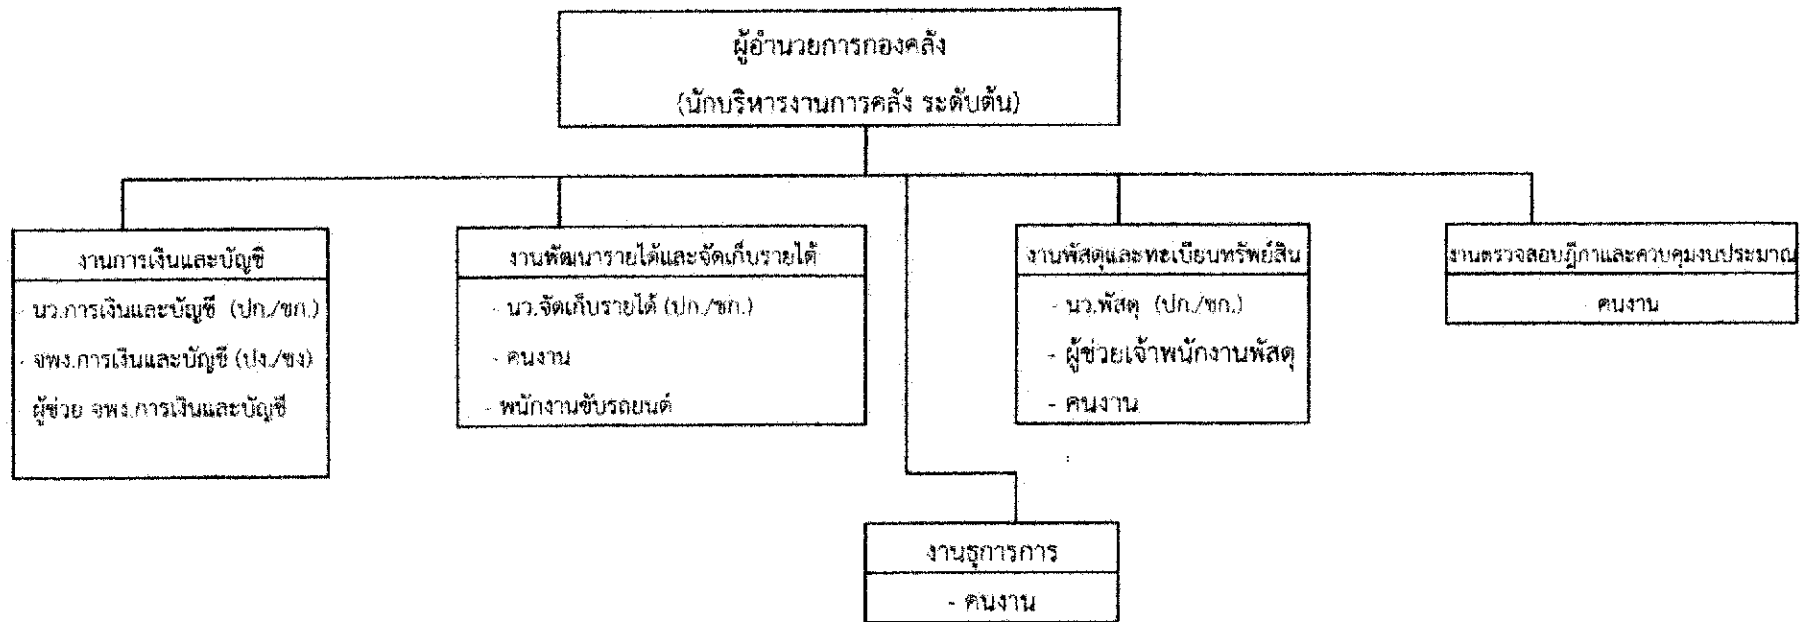 ผู้อำนวยการกองคลัง
(นักบริหารงานการคลัง ระดับต้น)
งานการเงินและบัญชี
- นว.การเงินและบัญชี (ปก./ชก.)
- จพง.การเงินและบัญชี (ปง./ชง)
ผู้ช่วย จพง.การเงินและบัญชี
งานพัฒนารายได้และจัดเก็บรายได้
- นว.จัดเก็บรายได้ (ปก./ชก.)
- คนงาน
- พนักงานขับรถยนต์
งานพัสดุและทะเบียนทรัพย์สิน
- นว.พัสดุ (ปก./ชก.)
- ผู้ช่วยเจ้าพนักงานพัสดุ
- คนงาน
งานตรวจสอบฎีกาและควบคุมงบประมาณ
- คนงาน
งานธุการการ
- คนงาน